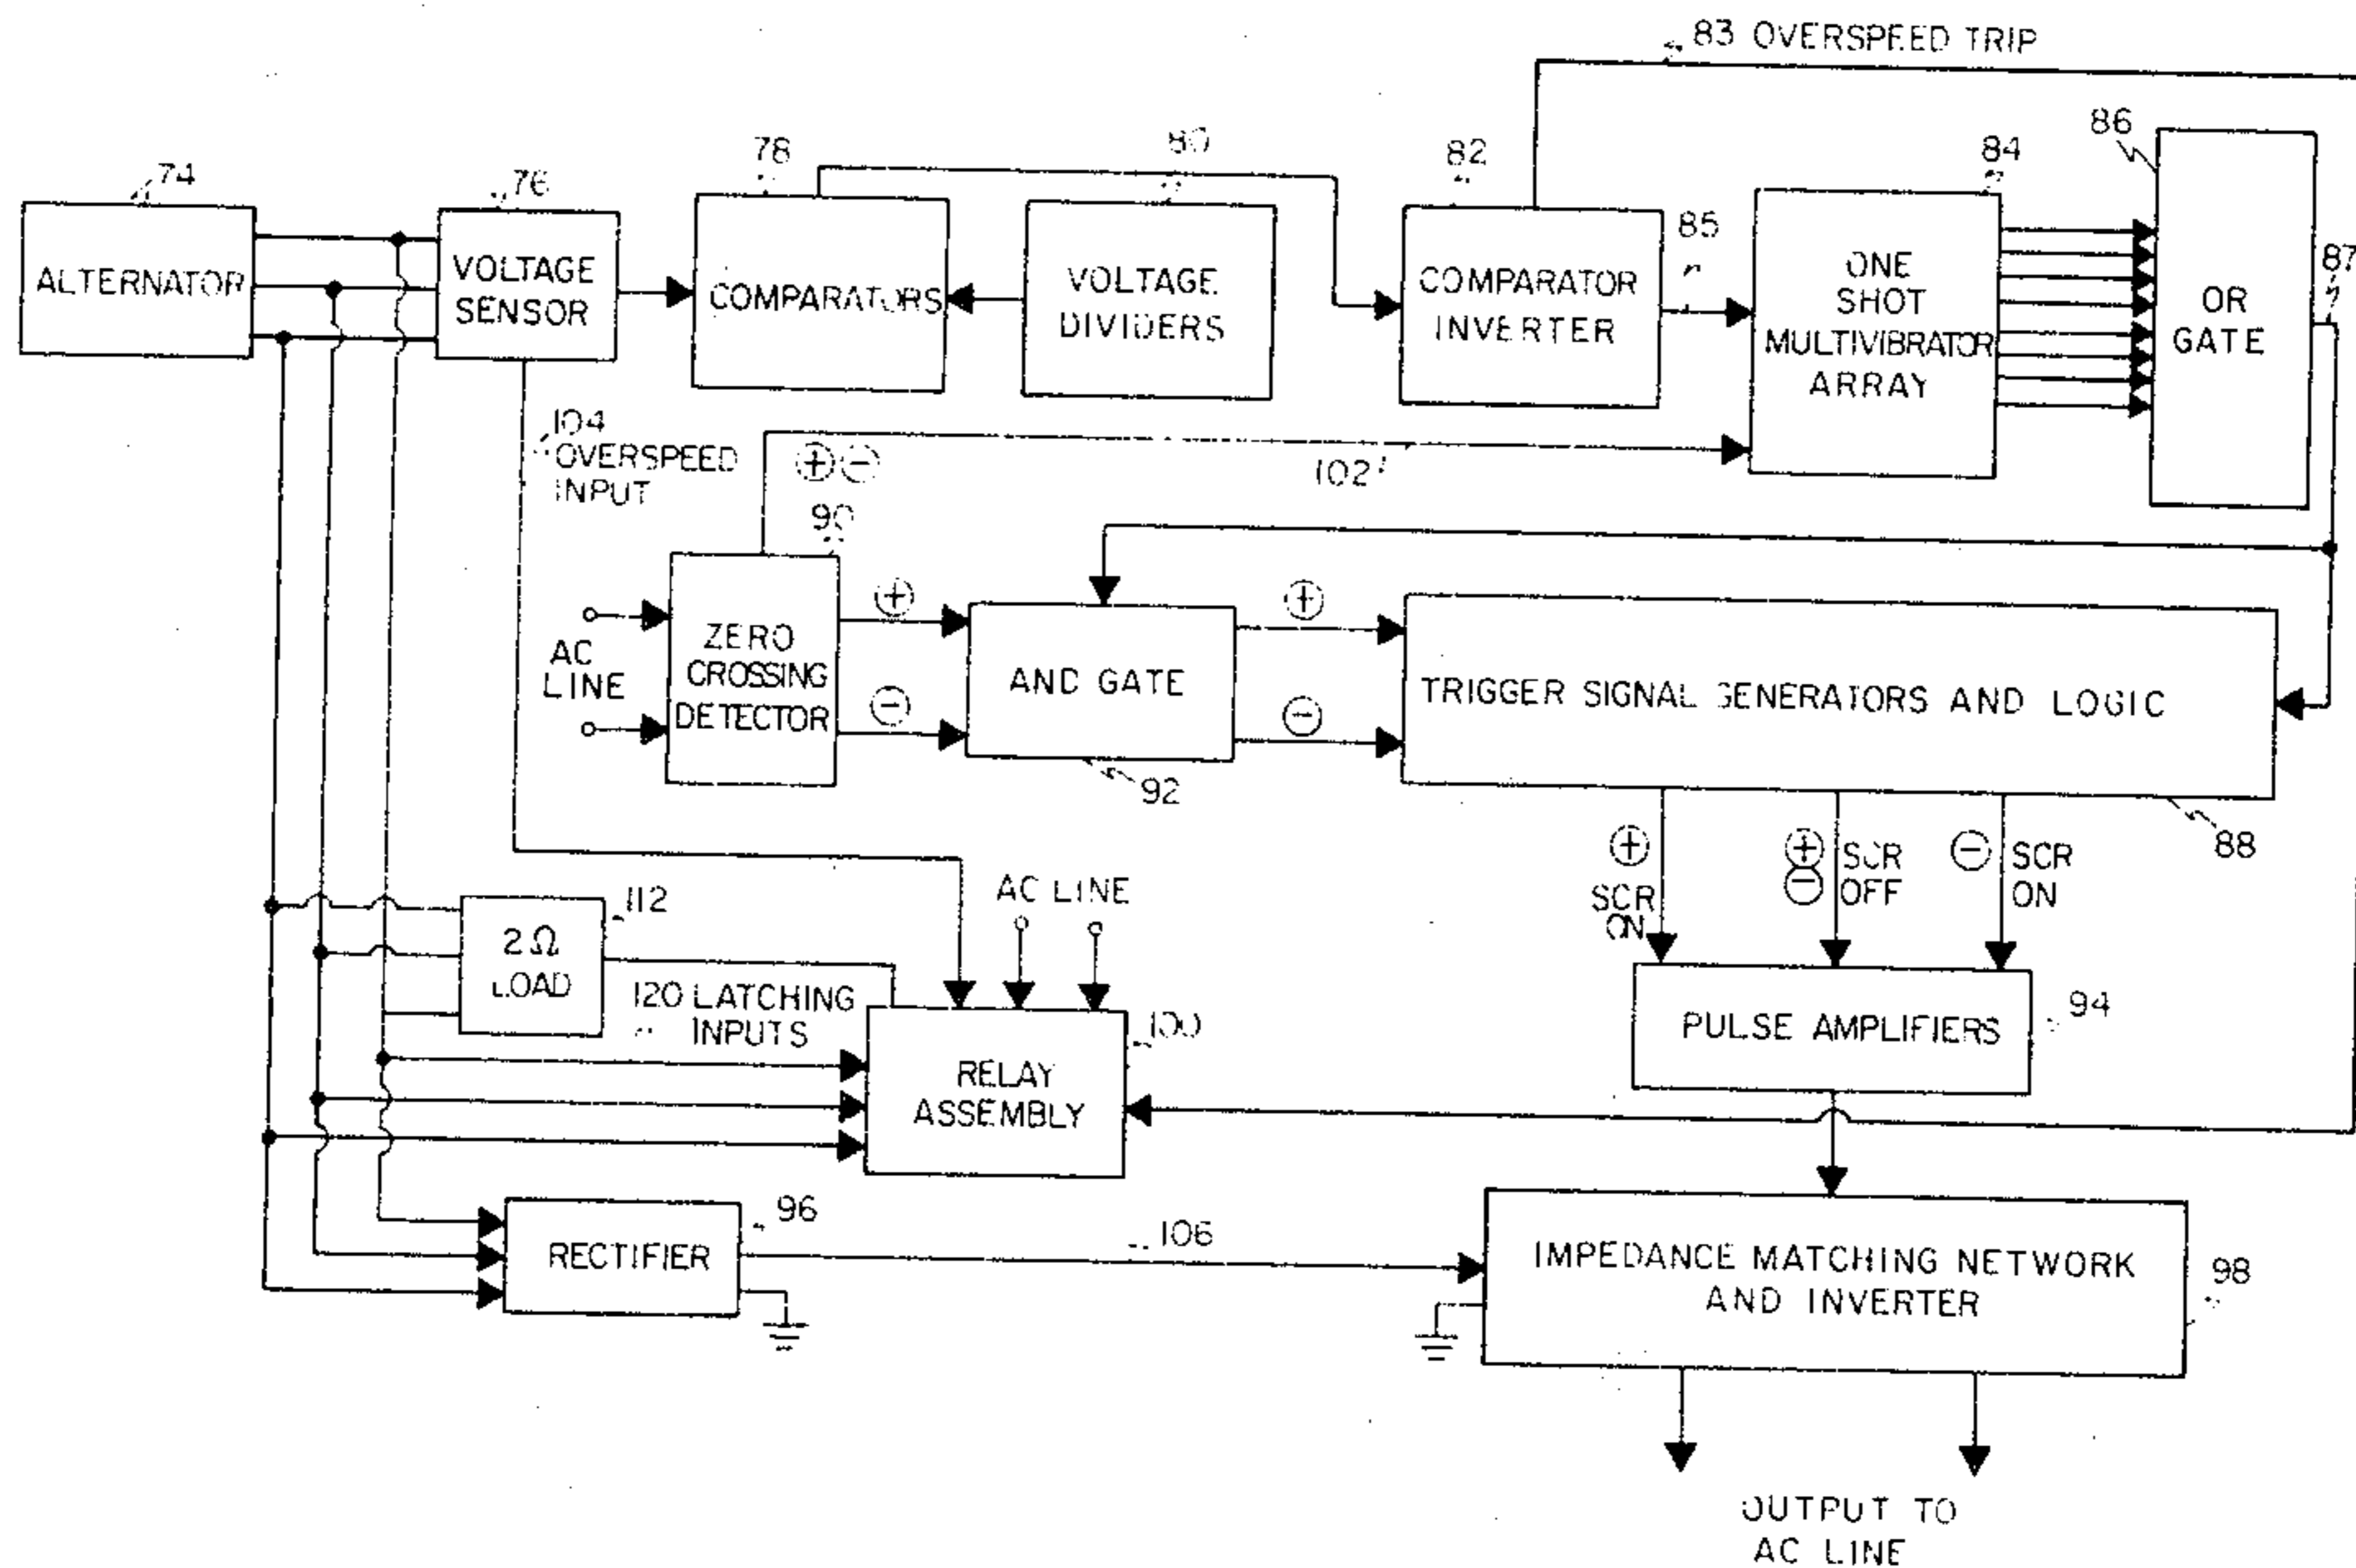 83 OVERSPEED TRIP
74
76
78
80
82
85
84
86
87
ALTERNATOR
VOLTAGE
SENSOR
COMPARATORS
VOLTAGE
DIVIDERS
COMPARATOR
INVERTER
ONE
SHOT
MULTIVIBRATOR
ARRAY
OR
GATE
104
OVERSPEED
INPUT
+ -
102
90
AC
LINE
ZERO
CROSSING
DETECTOR
+
-
AND GATE
92
+
-
TRIGGER SIGNAL GENERATORS AND LOGIC
88
+
SCR
ON
+
-
SCR
OFF
-
SCR
ON
2Ω
LOAD
112
AC LINE
120 LATCHING
INPUTS
100
RELAY
ASSEMBLY
PULSE AMPLIFIERS
94
RECTIFIER
96
106
IMPEDANCE MATCHING NETWORK
AND INVERTER
98
OUTPUT TO
AC LINE